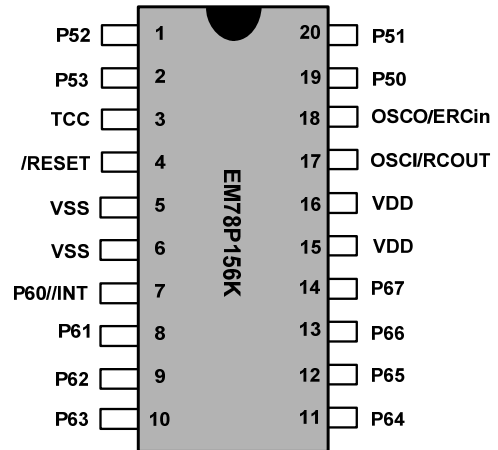 P52 1 20 P51
P53 2 19 P50
TCC 3 18 OSCO/ERCin
/RESET 4 17 OSCI/RCOUT
VSS 5 16 VDD
VSS 6 15 VDD
P60//INT 7 14 P67
P61 8 13 P66
P62 9 12 P65
P63 10 11 P64
EM78P156K